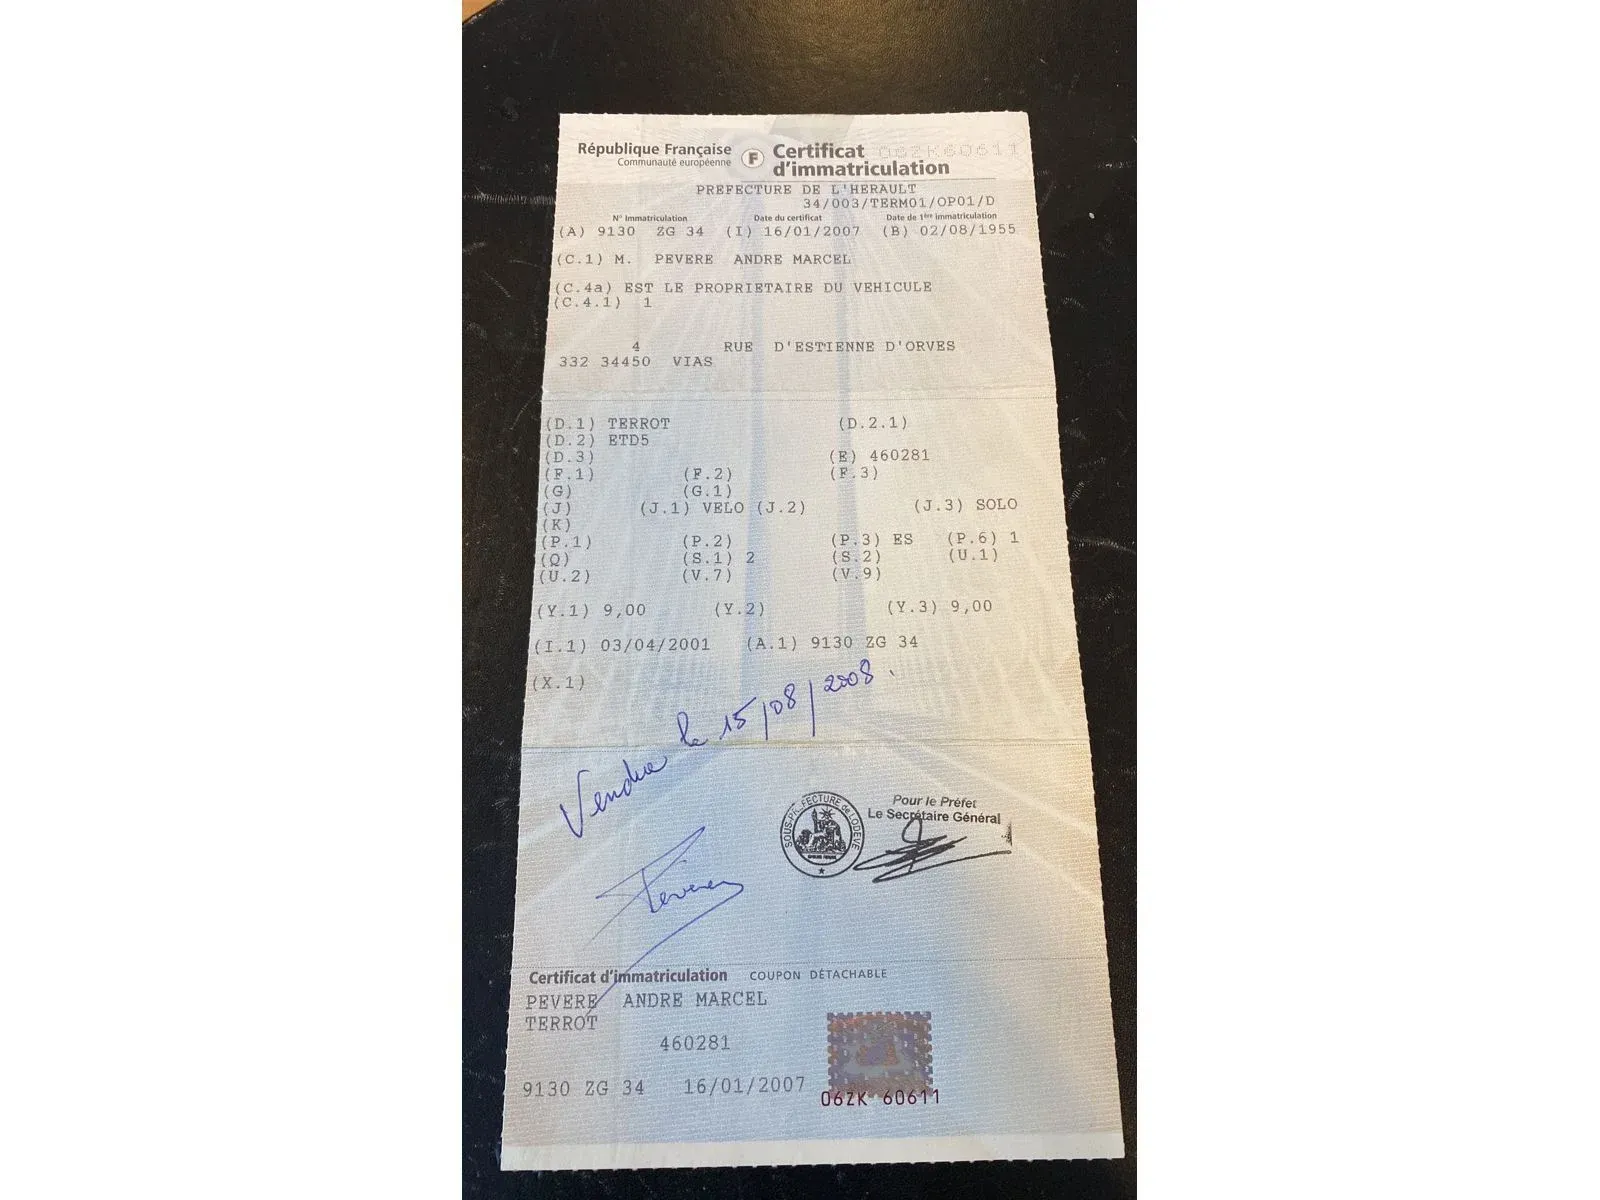 République Française
Communauté européenne
F
Certificat
d'immatriculation
06ZK60611
PREFECTURE DE L'HERAULT
34/003/TERM01/OP01/D
N° Immatriculation Date du certificat Date de 1ère immatriculation
(A) 9130 ZG 34 (I) 16/01/2007 (B) 02/08/1955
(C.1) M. PEVERE ANDRE MARCEL
(C.4a) EST LE PROPRIETAIRE DU VEHICULE
(C.4.1) 1
4 RUE D'ESTIENNE D'ORVES
332 34450 VIAS
(D.1) TERROT (D.2.1)
(D.2) ETD5
(D.3) (E) 460281
(F.1) (F.2) (F.3)
(G) (G.1)
(J) (J.1) VELO (J.2) (J.3) SOLO
(K)
(P.1) (P.2) (P.3) ES (P.6) 1
(Q) (S.1) 2 (S.2) (U.1)
(U.2) (V.7) (V.9)
(Y.1) 9,00 (Y.2) (Y.3) 9,00
(I.1) 03/04/2001 (A.1) 9130 ZG 34
(X.1)
Vendue le 15/08/2008.
SOUS-PRÉFECTURE de LODEVE
Pour le Préfet
Le Secrétaire Général
Pevere
Certificat d'immatriculation COUPON DÉTACHABLE
PEVERE ANDRE MARCEL
TERROT
460281
9130 ZG 34 16/01/2007
06ZK 60611